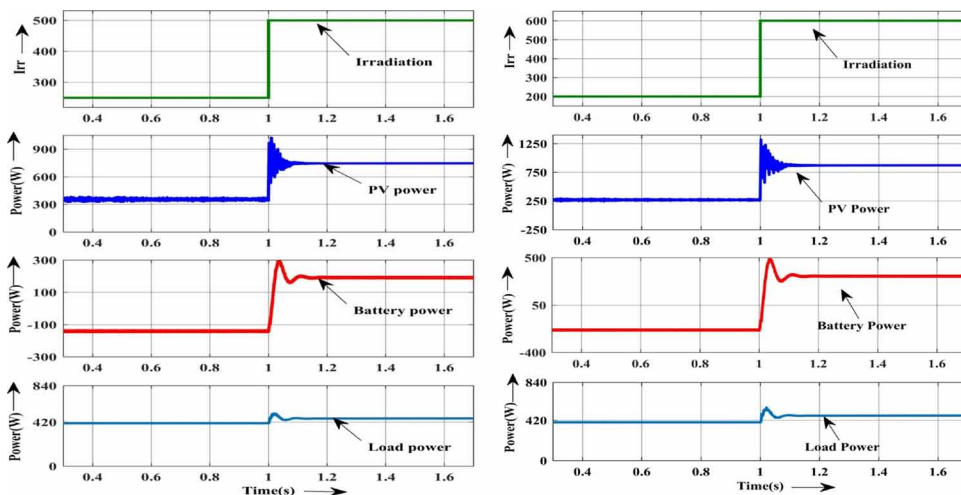 500
400
300
Irr
Irradiation
0.4 0.6 0.8 1 1.2 1.4 1.6
900
600
300
0
Power(W)
PV power
0.4 0.6 0.8 1 1.2 1.4 1.6
300
100
-100
-300
Power(W)
Battery power
0.4 0.6 0.8 1 1.2 1.4 1.6
840
420
0
Power(W)
Load power
0.4 0.6 0.8 1 1.2 1.4 1.6
Time(s)
600
500
400
300
200
Irr
Irradiation
0.4 0.6 0.8 1 1.2 1.4 1.6
1250
750
250
-250
Power(W)
PV Power
0.4 0.6 0.8 1 1.2 1.4 1.6
500
50
-400
Power(W)
Battery Power
0.4 0.6 0.8 1 1.2 1.4 1.6
840
420
0
Power(W)
Load Power
0.4 0.6 0.8 1 1.2 1.4 1.6
Time(s)